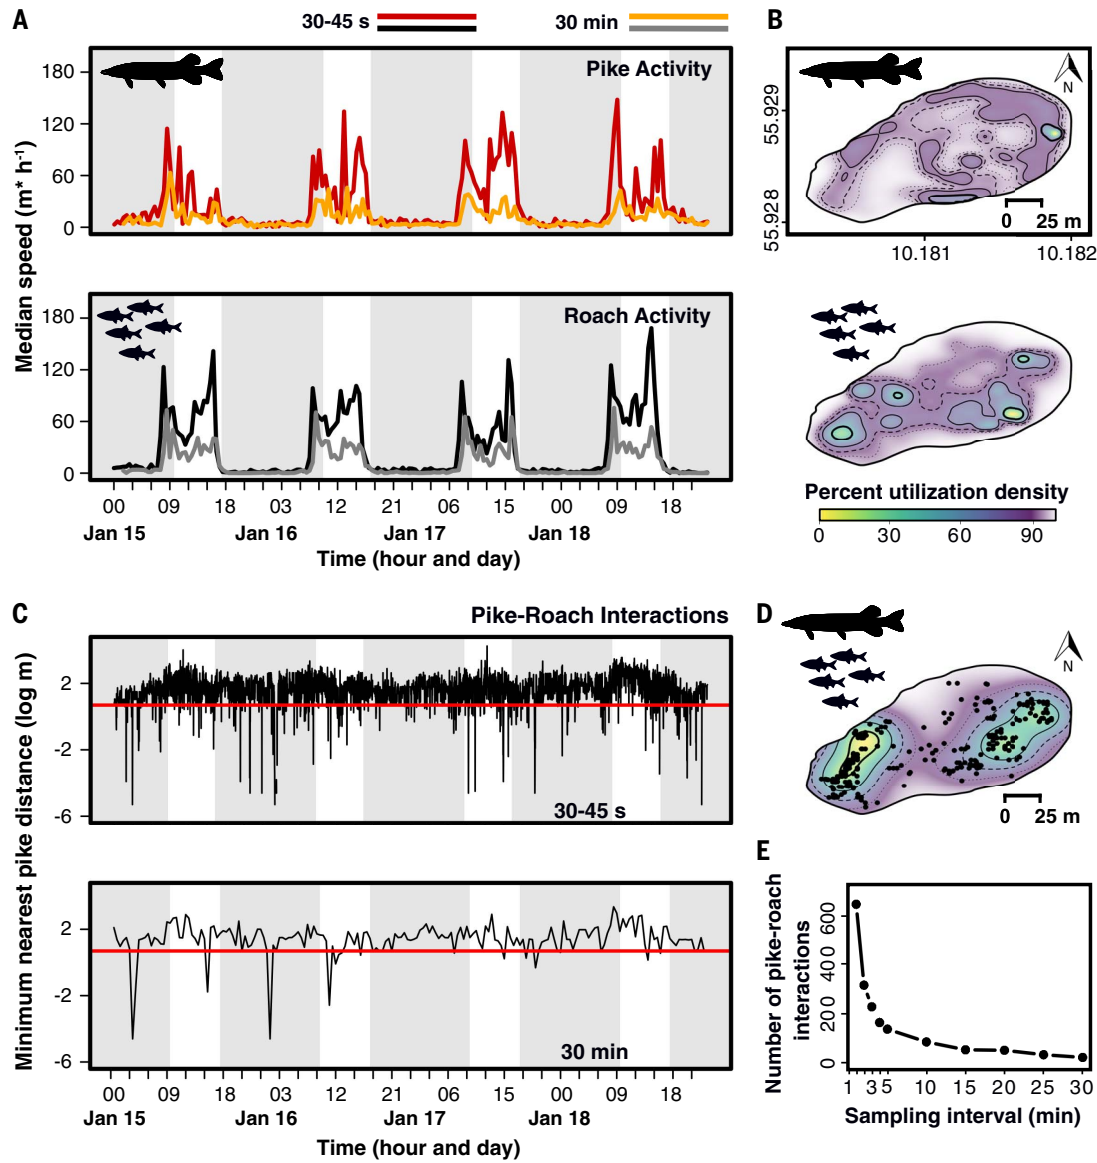 A
30-45 s
30 min
B
Pike Activity
180
120
60
0
Roach Activity
180
120
60
0
Median speed (m* h⁻¹)
00 09 18 03 12 21 06 15 00 09 18
Jan 15 Jan 16 Jan 17 Jan 18
Time (hour and day)
N
55.929
55.928
0 25 m
10.181 10.182
Percent utilization density
0 30 60 90
C
Pike-Roach Interactions
2
-2
-6
30-45 s
2
-2
-6
30 min
Minimum nearest pike distance (log m)
00 09 18 03 12 21 06 15 00 09 18
Jan 15 Jan 16 Jan 17 Jan 18
Time (hour and day)
D
N
0 25 m
E
Number of pike-roach
interactions
600
400
200
0
1 3 5 10 15 20 25 30
Sampling interval (min)